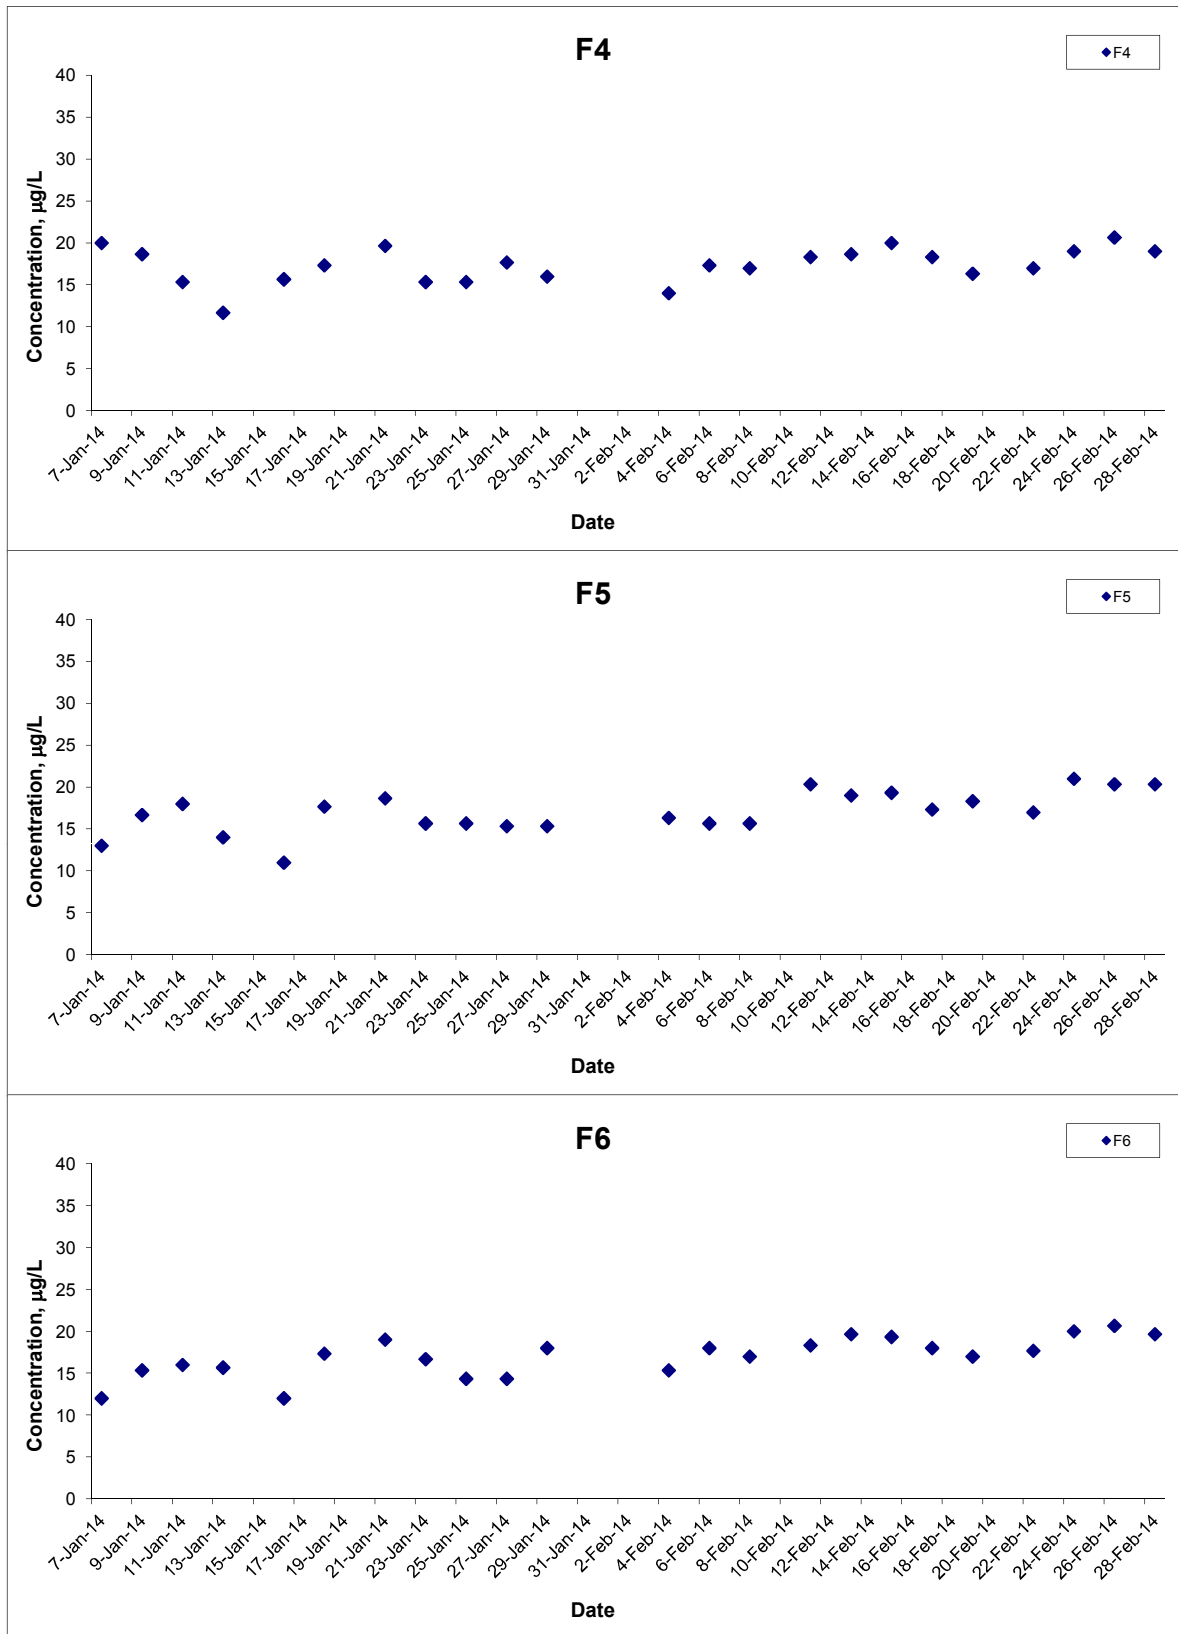 F4
F4
40
35
30
25
20
15
10
5
0
Concentration, µg/L
7-Jan-14
9-Jan-14
11-Jan-14
13-Jan-14
15-Jan-14
17-Jan-14
19-Jan-14
21-Jan-14
23-Jan-14
25-Jan-14
27-Jan-14
29-Jan-14
31-Jan-14
2-Feb-14
4-Feb-14
6-Feb-14
8-Feb-14
10-Feb-14
12-Feb-14
14-Feb-14
16-Feb-14
18-Feb-14
20-Feb-14
22-Feb-14
24-Feb-14
26-Feb-14
28-Feb-14
Date
F5
F5
40
35
30
25
20
15
10
5
0
Concentration, µg/L
7-Jan-14
9-Jan-14
11-Jan-14
13-Jan-14
15-Jan-14
17-Jan-14
19-Jan-14
21-Jan-14
23-Jan-14
25-Jan-14
27-Jan-14
29-Jan-14
31-Jan-14
2-Feb-14
4-Feb-14
6-Feb-14
8-Feb-14
10-Feb-14
12-Feb-14
14-Feb-14
16-Feb-14
18-Feb-14
20-Feb-14
22-Feb-14
24-Feb-14
26-Feb-14
28-Feb-14
Date
F6
F6
40
35
30
25
20
15
10
5
0
Concentration, µg/L
7-Jan-14
9-Jan-14
11-Jan-14
13-Jan-14
15-Jan-14
17-Jan-14
19-Jan-14
21-Jan-14
23-Jan-14
25-Jan-14
27-Jan-14
29-Jan-14
31-Jan-14
2-Feb-14
4-Feb-14
6-Feb-14
8-Feb-14
10-Feb-14
12-Feb-14
14-Feb-14
16-Feb-14
18-Feb-14
20-Feb-14
22-Feb-14
24-Feb-14
26-Feb-14
28-Feb-14
Date